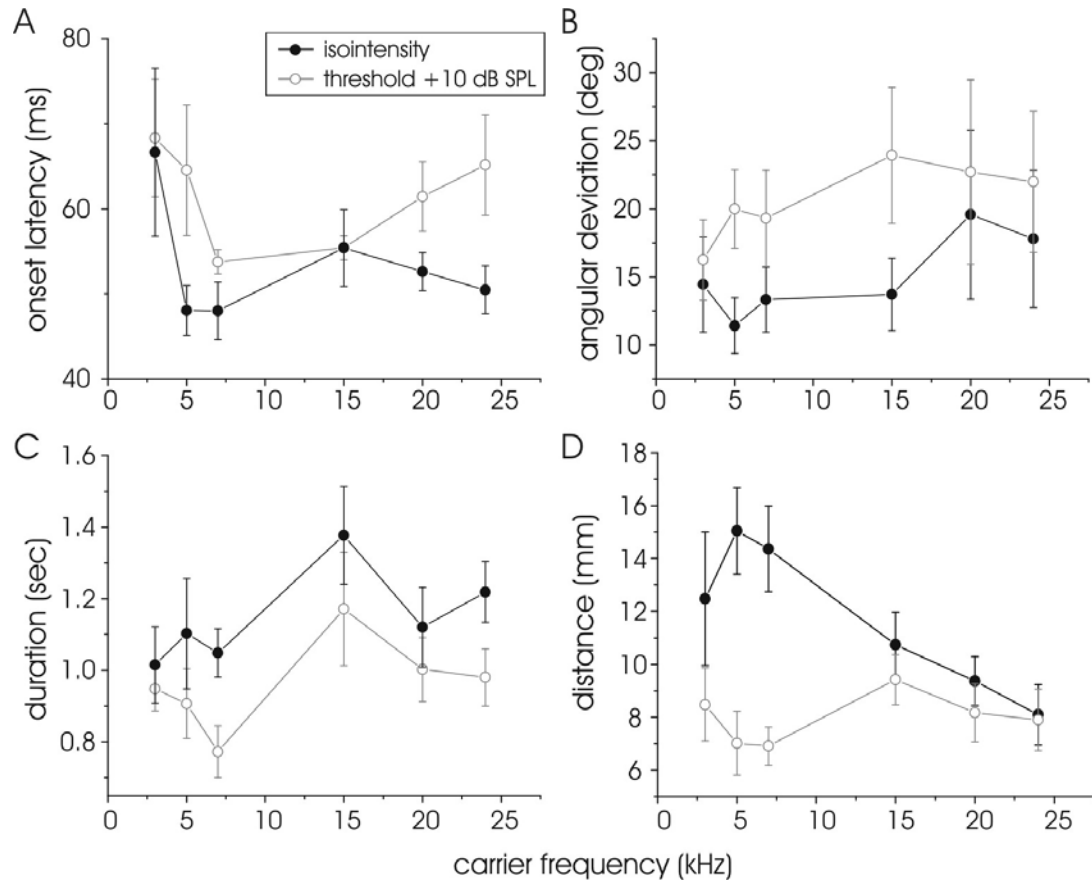 A
80
60
40
onset latency (ms)
0 5 10 15 20 25
isointensity
threshold +10 dB SPL
B
30
25
20
15
10
angular deviation (deg)
0 5 10 15 20 25
C
1.6
1.4
1.2
1.0
0.8
duration (sec)
0 5 10 15 20 25
D
18
16
14
12
10
8
6
distance (mm)
0 5 10 15 20 25
carrier frequency (kHz)